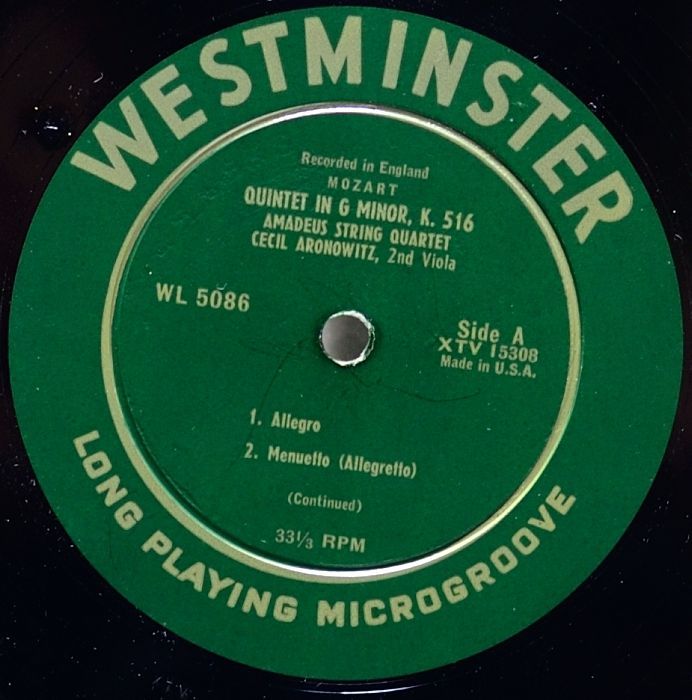 WESTMINSTER
Recorded in England
MOZART
QUINTET IN G MINOR, K. 516
AMADEUS STRING QUARTET
CECIL ARONOWITZ, 2nd Viola
WL 5086
Side A
XTV 15308
Made in U.S.A.
1. Allegro
2. Menuetto (Allegretto)
(Continued)
33⅓ RPM
LONG PLAYING MICROGROOVE